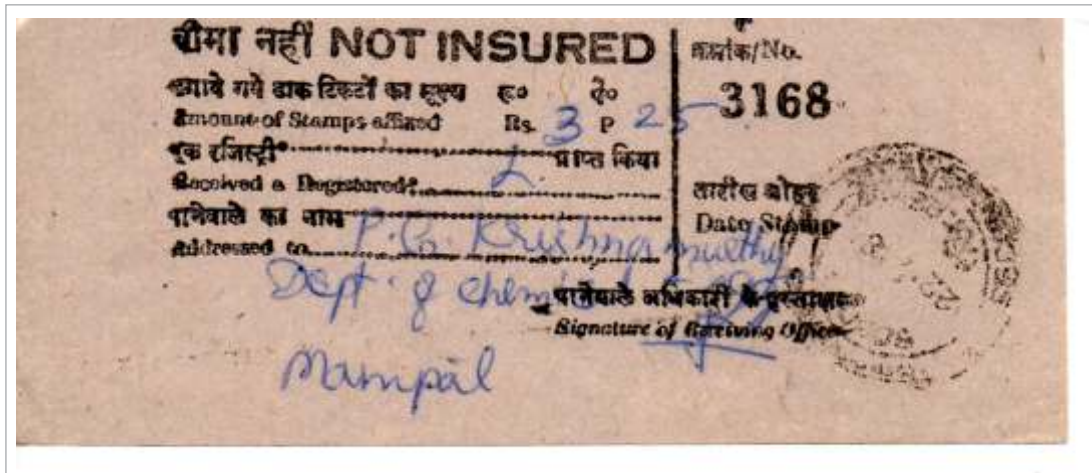 बीमा नहीं NOT INSURED
क्रमांक/No.
लगाये गये डाक टिकटों का मूल्य रु० पै०
3168
Amount of Stamps affixed Rs. 3 P 25
एक रजिस्ट्री प्राप्त किया
Received a Registered* L
तारीख मोहर
पानेवाले का नाम
Date Stamp
Addressed to P. G. Krishnamurthy
Dept. of Chem
पानेवाले अधिकारी के हस्ताक्षर
Signature of Receiving Officer
Manipal